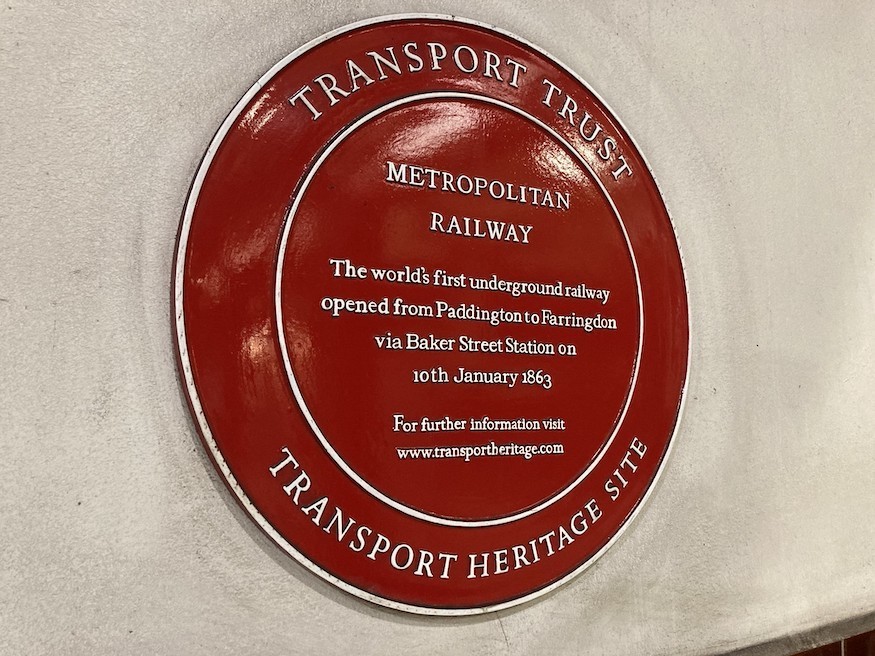 TRANSPORT TRUST
METROPOLITAN
RAILWAY
The world's first underground railway
opened from Paddington to Farringdon
via Baker Street Station on
10th January 1863
For further information visit
www.transportheritage.com
TRANSPORT HERITAGE SITE